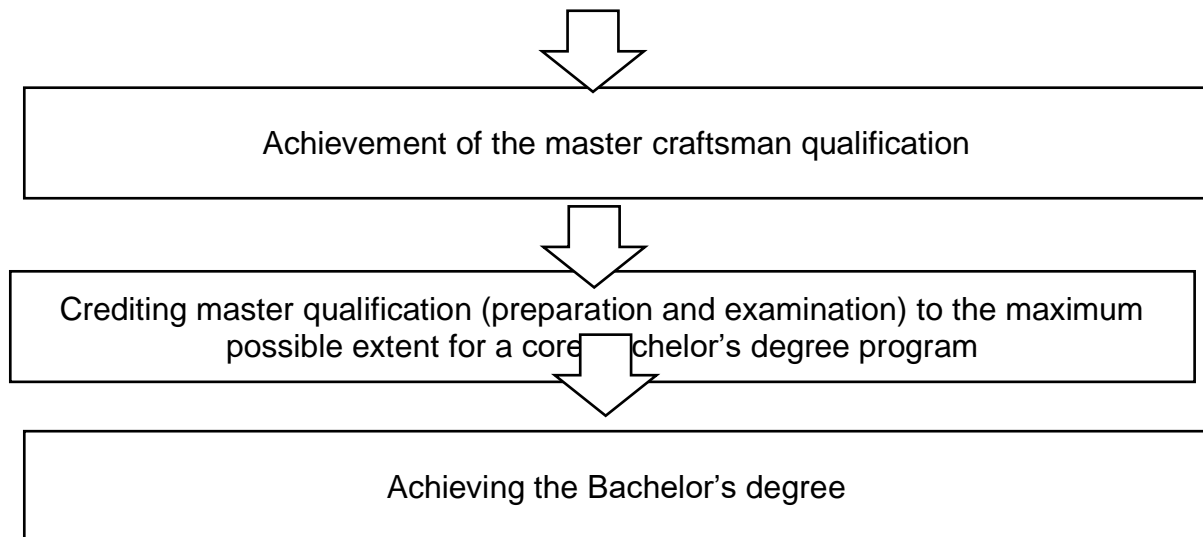 Achievement of the master craftsman qualification
Crediting master qualification (preparation and examination) to the maximum
possible extent for a core chelor's degree program
Achieving the Bachelor's degree